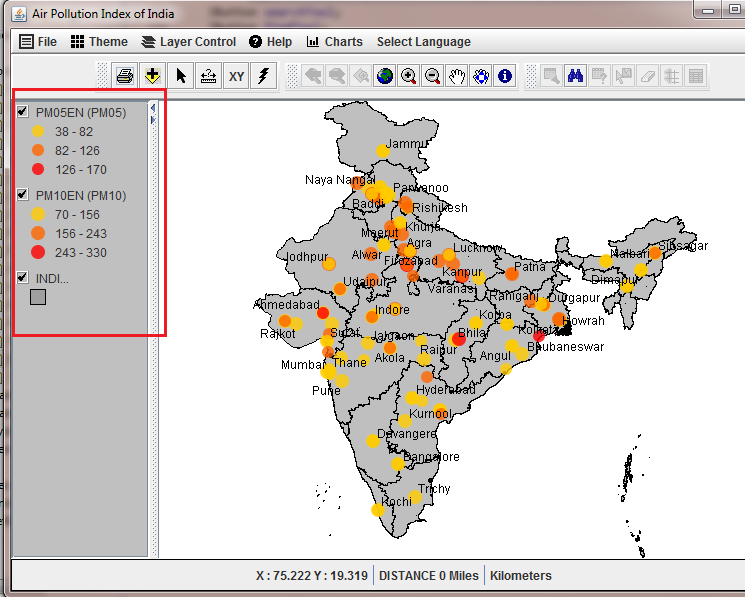 Air Pollution Index of India
File Theme Layer Control Help Charts Select Language
XY
PM05EN (PM05)
38 - 82
82 - 126
126 - 170
PM10EN (PM10)
70 - 156
156 - 243
243 - 330
INDI...
Jammu
Naya Nangal
Parwanoo
Baddi
Rishikesh
Khurja
Meerut
Agra
Lucknow
Sibsagar
Nalbari
Alwar
Firozabad
Jodhpur
Kanpur
Patna
Dimapur
Udaipur
Varanasi
Ramganj
Durgapur
Ahmedabad
Indore
Korba
Howrah
Rajkot
Surat
Jalgaon
Bhilai
Kolkata
Raipur
Bhubaneswar
Mumbai
Thane
Akola
Angul
Pune
Hyderabad
Kurnool
Davangere
Bangalore
Trichy
Kochi
X : 75.222 Y : 19.319 DISTANCE 0 Miles Kilometers